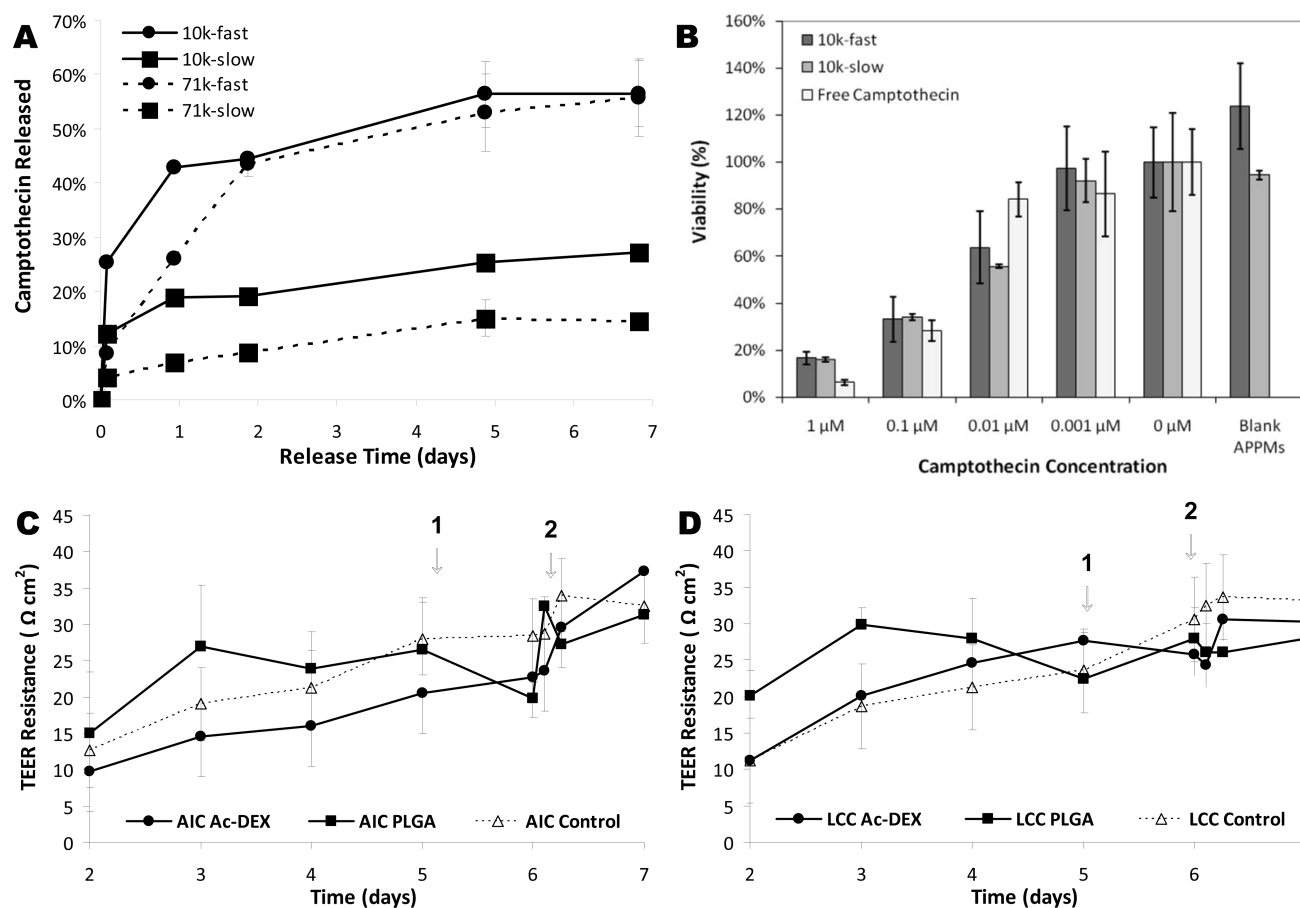 A
70%
60%
50%
40%
30%
20%
10%
0%
Camptothecin Released
10k-fast
10k-slow
71k-fast
71k-slow
0 1 2 3 4 5 6 7
Release Time (days)
B
160%
140%
120%
100%
80%
60%
40%
20%
0%
Viability (%)
10k-fast
10k-slow
Free Camptothecin
1 µM 0.1 µM 0.01 µM 0.001 µM 0 µM Blank
APPMs
Camptothecin Concentration
C
45
40
35
30
25
20
15
10
5
0
TEER Resistance ( Ω cm²)
1
2
AIC Ac-DEX AIC PLGA AIC Control
2 3 4 5 6 7
Time (days)
D
45
40
35
30
25
20
15
10
5
0
TEER Resistance ( Ω cm²)
1
2
LCC Ac-DEX LCC PLGA LCC Control
2 3 4 5 6
Time (days)